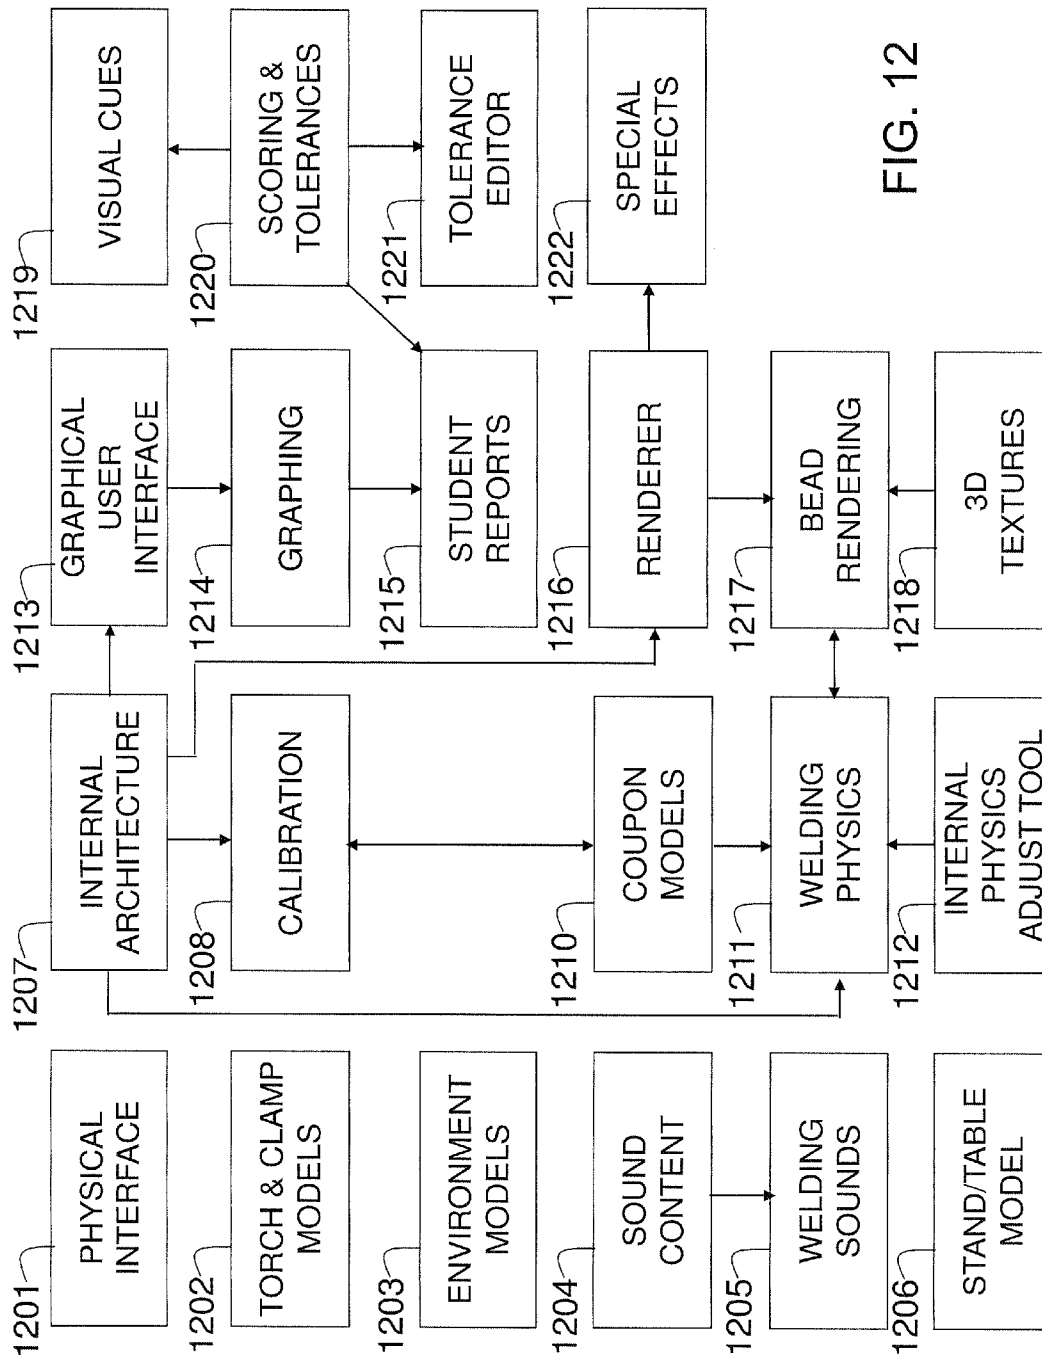 1201
PHYSICAL
INTERFACE
1202
TORCH & CLAMP
MODELS
1203
ENVIRONMENT
MODELS
1204
SOUND
CONTENT
1205
WELDING
SOUNDS
1206
STAND/TABLE
MODEL
1207
INTERNAL
ARCHITECTURE
1208
CALIBRATION
1210
COUPON
MODELS
1211
WELDING
PHYSICS
1212
INTERNAL
PHYSICS
ADJUST TOOL
1213
GRAPHICAL
USER
INTERFACE
1214
GRAPHING
1215
STUDENT
REPORTS
1216
RENDERER
1217
BEAD
RENDERING
1218
3D
TEXTURES
1219
VISUAL CUES
1220
SCORING &
TOLERANCES
1221
TOLERANCE
EDITOR
1222
SPECIAL
EFFECTS
FIG. 12